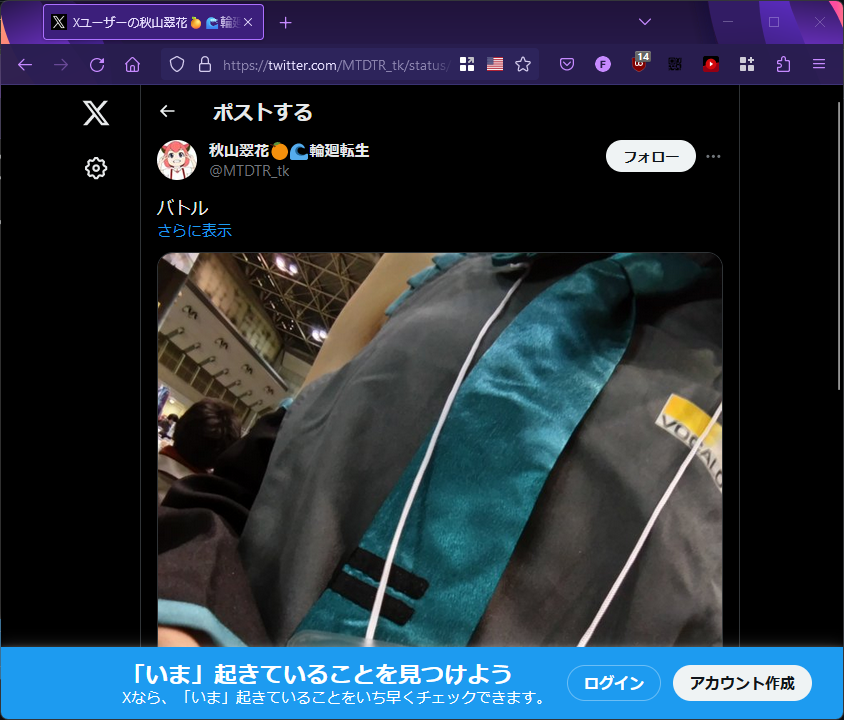 Xユーザーの秋山翠花🍊🌊輪廻
https://twitter.com/MTDTR_tk/status/
14
ポストする
秋山翠花🍊🌊輪廻転生
@MTDTR_tk
フォロー
バトル
さらに表示
VOCALO
「いま」起きていることを見つけよう
Xなら、「いま」起きていることをいち早くチェックできます。
ログイン
アカウント作成